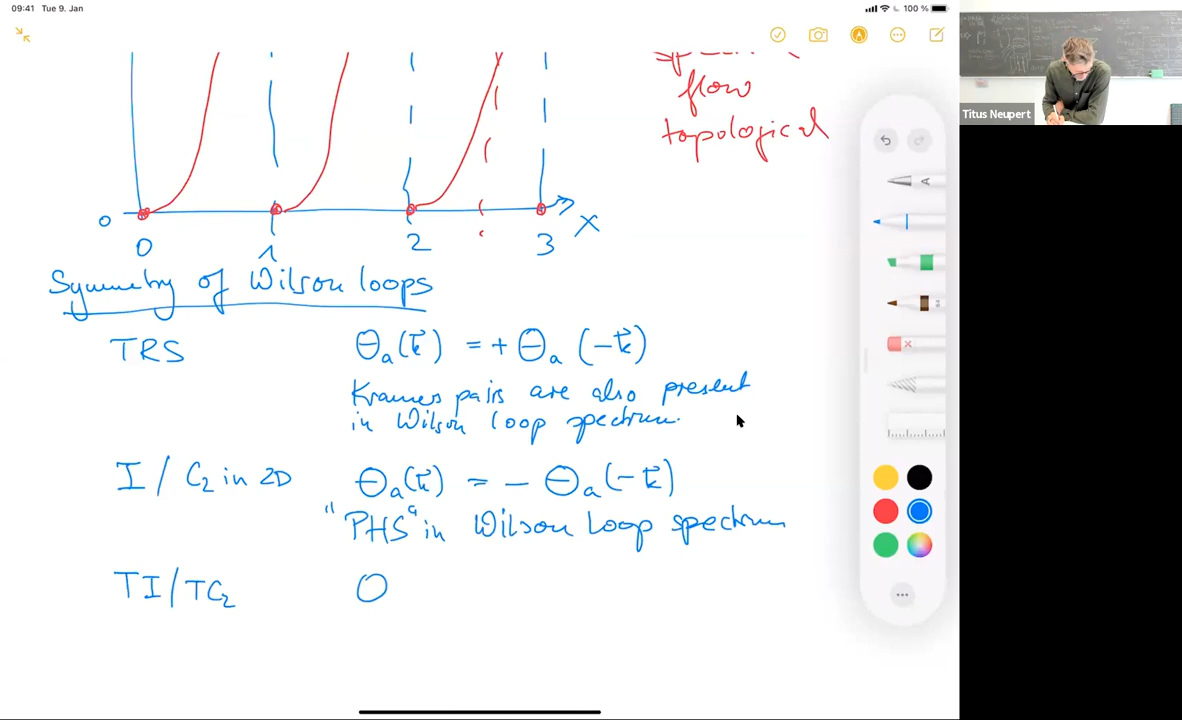 09:41 Tue 9. Jan
100 %
flow
topological
0
0 1 2 3 X
Symmetry of Wilson loops
TRS Θₐ(k⃗) = + Θₐ(-k⃗)
Kramers pairs are also present
in Wilson loop spectrum.
I / C₂ in 2D Θₐ(k⃗) = - Θₐ(-k⃗)
"PHS" in Wilson loop spectrum
TI/TC₂ Θ
Titus Neupert